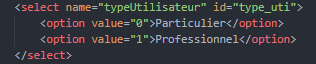 <select name="typeUtilisateur" id="type_uti">
<option value="0">Particulier</option>
<option value="1">Professionnel</option>
</select>